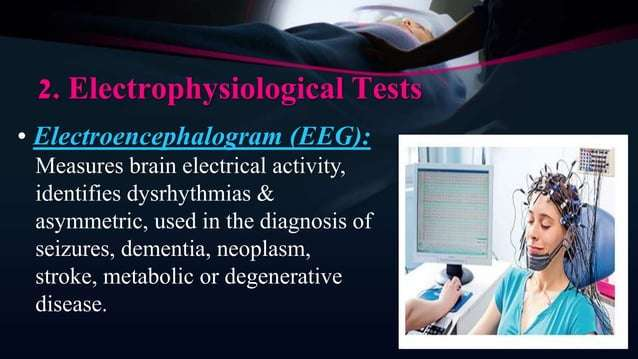 2. Electrophysiological Tests
• Electroencephalogram (EEG):
Measures brain electrical activity,
identifies dysrhythmias &
asymmetric, used in the diagnosis of
seizures, dementia, neoplasm,
stroke, metabolic or degenerative
disease.